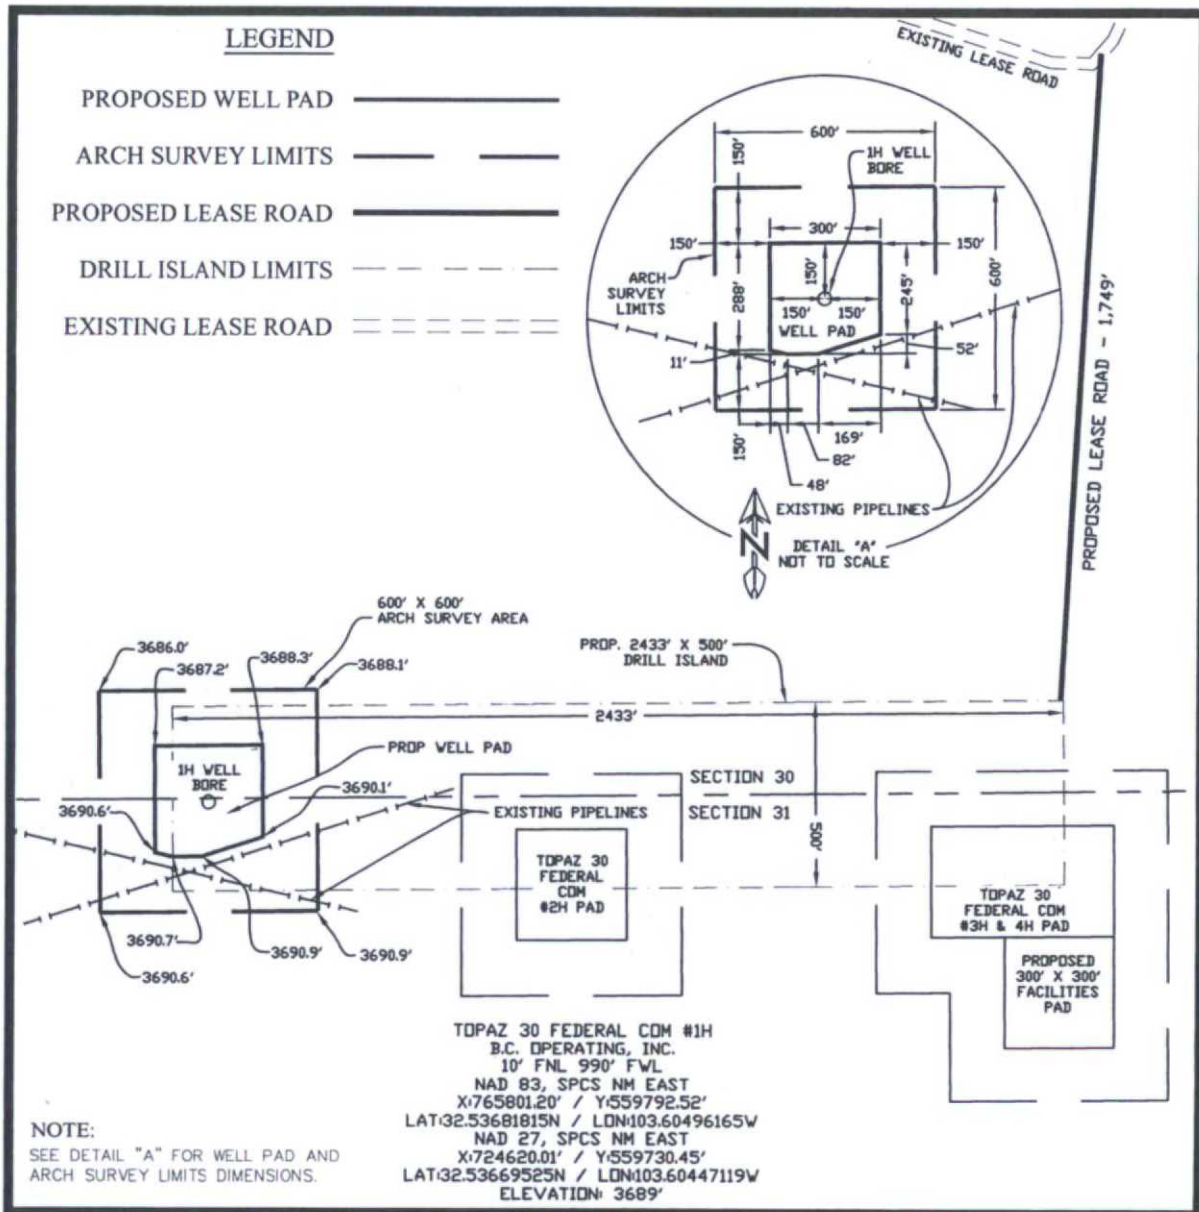 LEGEND
PROPOSED WELL PAD
ARCH SURVEY LIMITS
PROPOSED LEASE ROAD
DRILL ISLAND LIMITS
EXISTING LEASE ROAD
EXISTING LEASE ROAD
600'
150'
1H WELL
BORE
300'
150'
150'
ARCH
SURVEY
LIMITS
288'
150'
245'
600'
150' 150'
WELL PAD
11'
52'
150'
169'
82'
48'
EXISTING PIPELINES
N
DETAIL "A"
NOT TO SCALE
PROPOSED LEASE ROAD - 1,749'
600' X 600'
ARCH SURVEY AREA
3686.0'
3687.2'
3688.3'
3688.1'
PROP. 2433' X 500'
DRILL ISLAND
2433'
PROP WELL PAD
1H WELL
BORE
3690.1'
3690.6'
EXISTING PIPELINES
SECTION 30
SECTION 31
500'
TOPAZ 30
FEDERAL
COM
#2H PAD
TOPAZ 30
FEDERAL COM
#3H & 4H PAD
PROPOSED
300' X 300'
FACILITIES
PAD
3690.7'
3690.9'
3690.9'
3690.6'
TOPAZ 30 FEDERAL COM #1H
B.C. OPERATING, INC.
10' FNL 990' FWL
NAD 83, SPCS NM EAST
X:765801.20' / Y:559792.52'
LAT:32.53681815N / LON:103.60496165W
NAD 27, SPCS NM EAST
X:724620.01' / Y:559730.45'
LAT:32.53669525N / LON:103.60447119W
ELEVATION: 3689'
NOTE:
SEE DETAIL "A" FOR WELL PAD AND
ARCH SURVEY LIMITS DIMENSIONS.